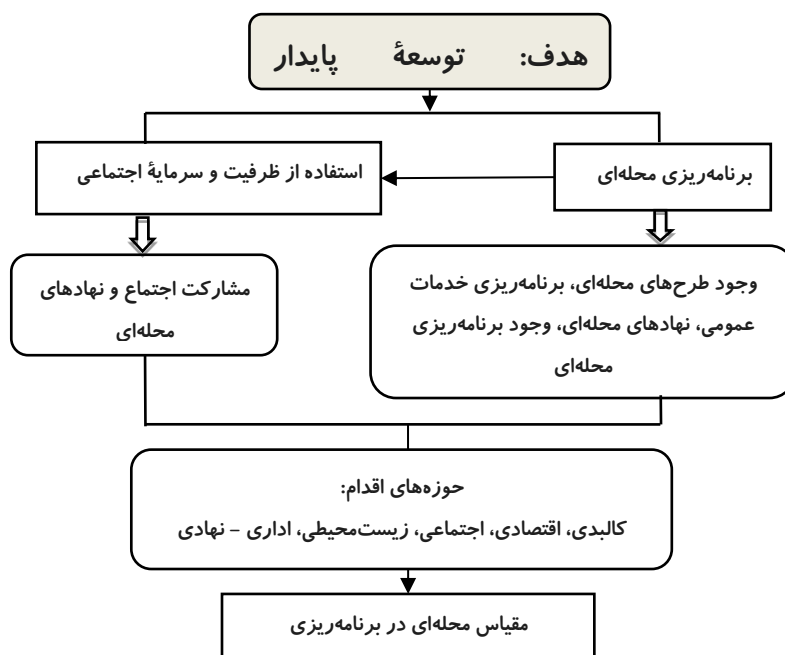 هدف: توسعهٔ پایدار
برنامه‌ریزی محله‌ای
استفاده از ظرفیت و سرمایهٔ اجتماعی
وجود طرح‌های محله‌ای، برنامه‌ریزی خدمات
عمومی، نهادهای محله‌ای، وجود برنامه‌ریزی
محله‌ای
مشارکت اجتماع و نهادهای
محله‌ای
حوزه‌های اقدام:
کالبدی، اقتصادی، اجتماعی، زیست‌محیطی، اداری – نهادی
مقیاس محله‌ای در برنامه‌ریزی